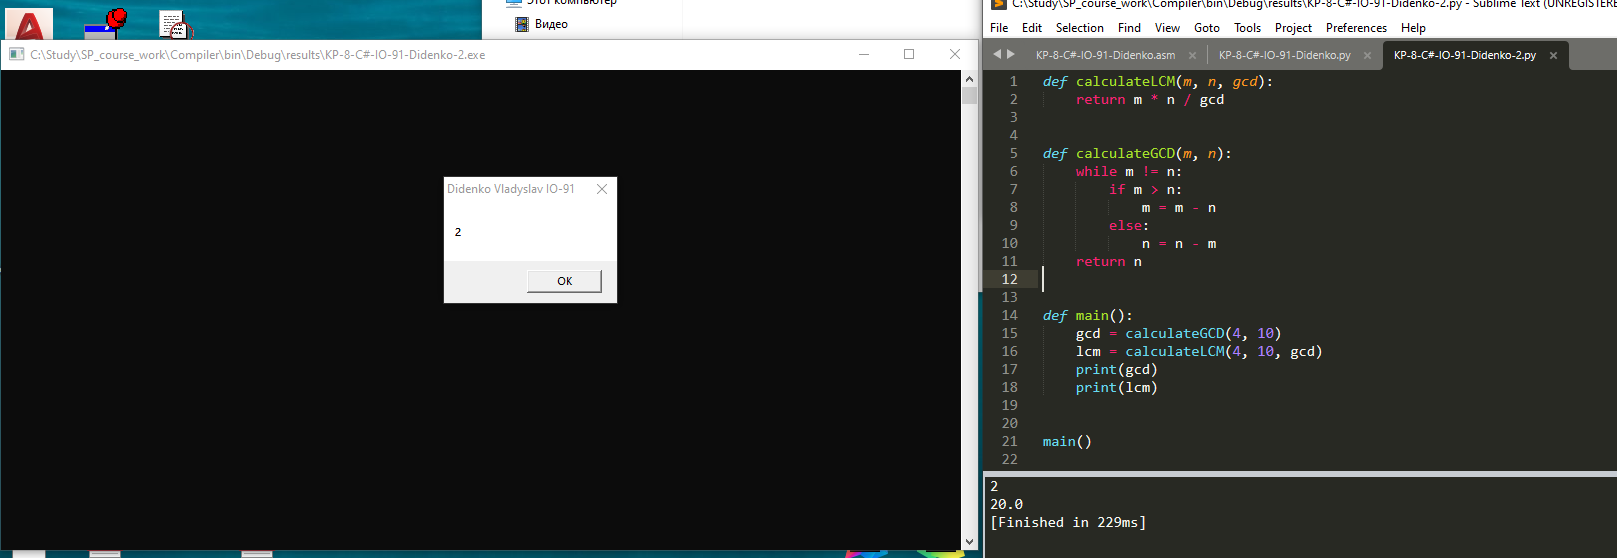 Этот компьютер
Видео
C:\Study\SP_course_work\Compiler\bin\Debug\results\KP-8-C#-IO-91-Didenko-2.exe
Didenko Vladyslav IO-91
2
OK
C:\Study\SP_course_work\Compiler\bin\Debug\results\KP-8-C#-IO-91-Didenko-2.py - Sublime Text (UNREGISTERE
File Edit Selection Find View Goto Tools Project Preferences Help
KP-8-C#-IO-91-Didenko.asm KP-8-C#-IO-91-Didenko.py KP-8-C#-IO-91-Didenko-2.py
1 def calculateLCM(m, n, gcd):
2 return m * n / gcd
3
4
5 def calculateGCD(m, n):
6 while m != n:
7 if m > n:
8 m = m - n
9 else:
10 n = n - m
11 return n
12
13
14 def main():
15 gcd = calculateGCD(4, 10)
16 lcm = calculateLCM(4, 10, gcd)
17 print(gcd)
18 print(lcm)
19
20
21 main()
22
2
20.0
[Finished in 229ms]